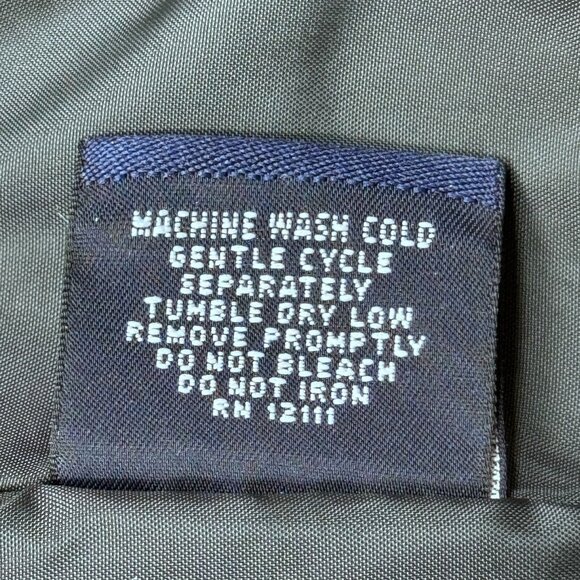 MACHINE WASH COLD
GENTLE CYCLE
SEPARATELY
TUMBLE DRY LOW
REMOVE PROMPTLY
DO NOT BLEACH
DO NOT IRON
RN 12111